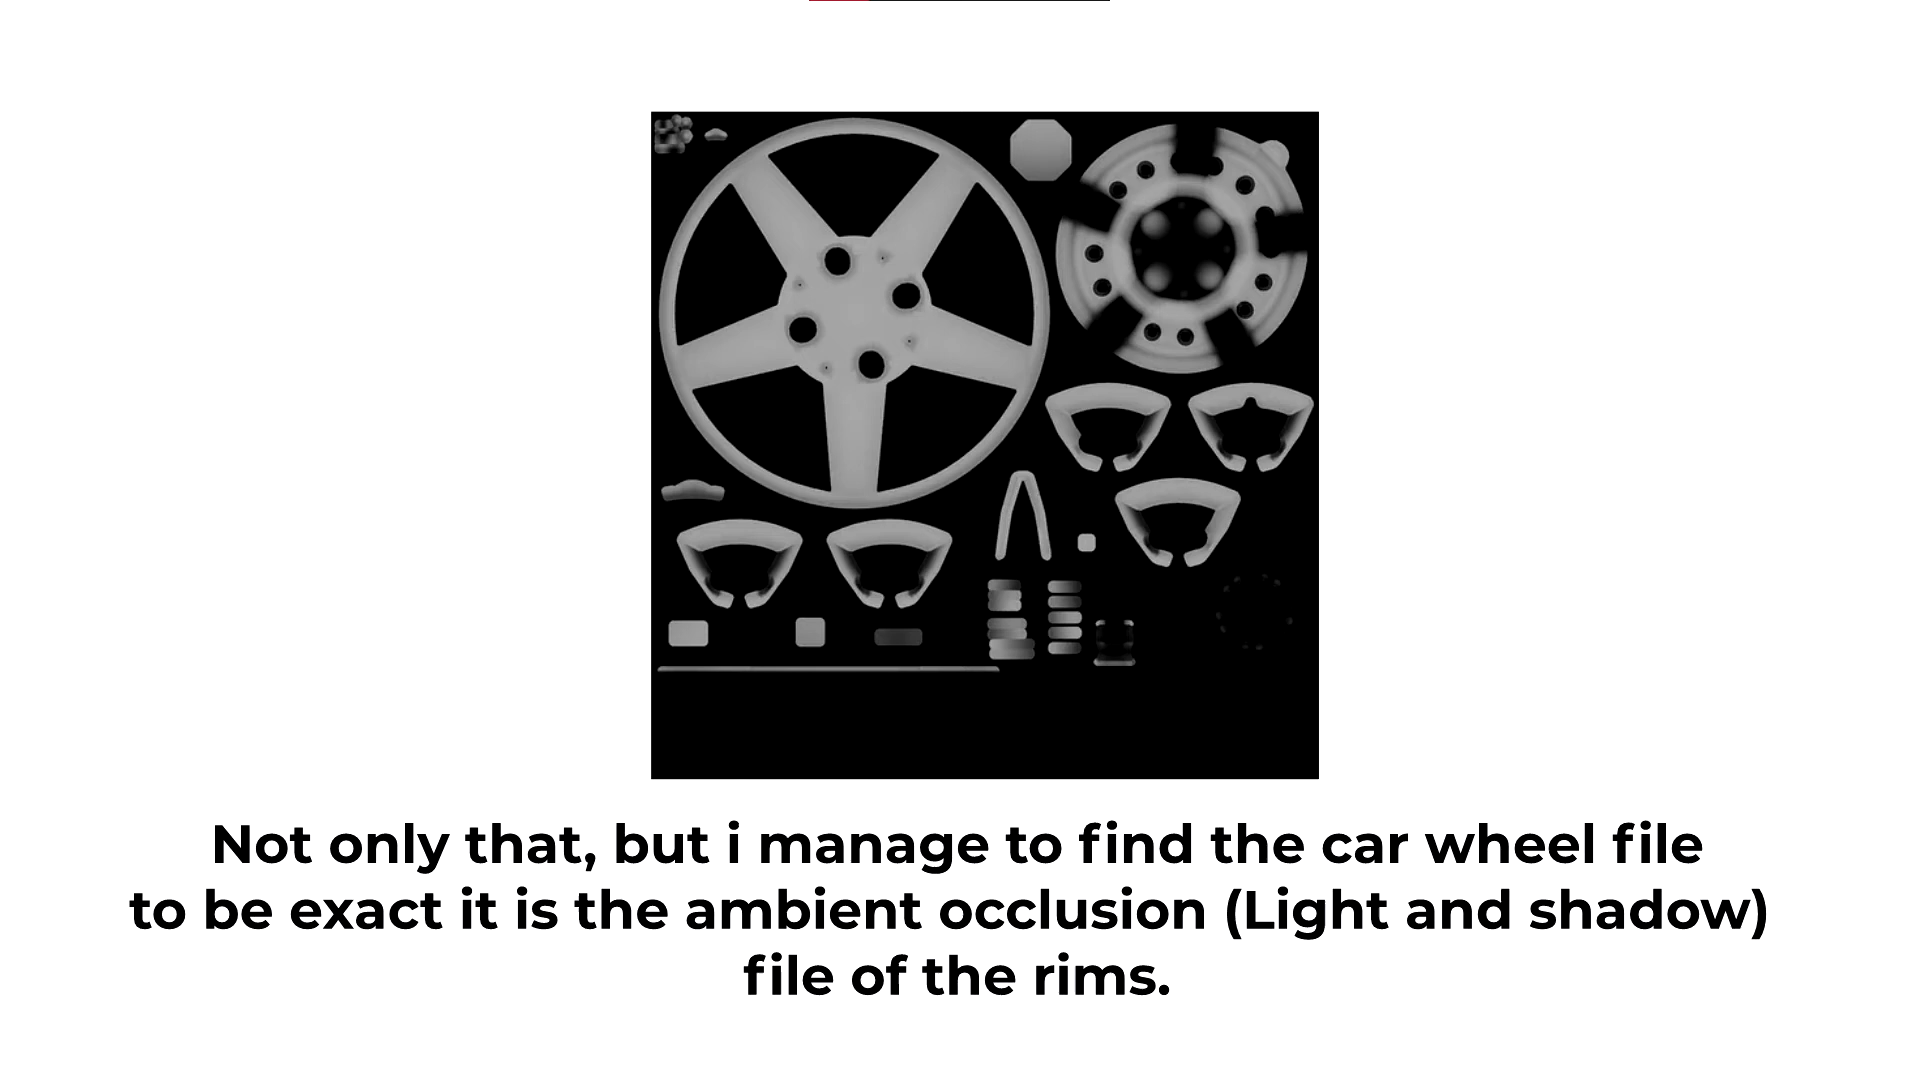 Not only that, but i manage to find the car wheel file
to be exact it is the ambient occlusion (Light and shadow)
file of the rims.